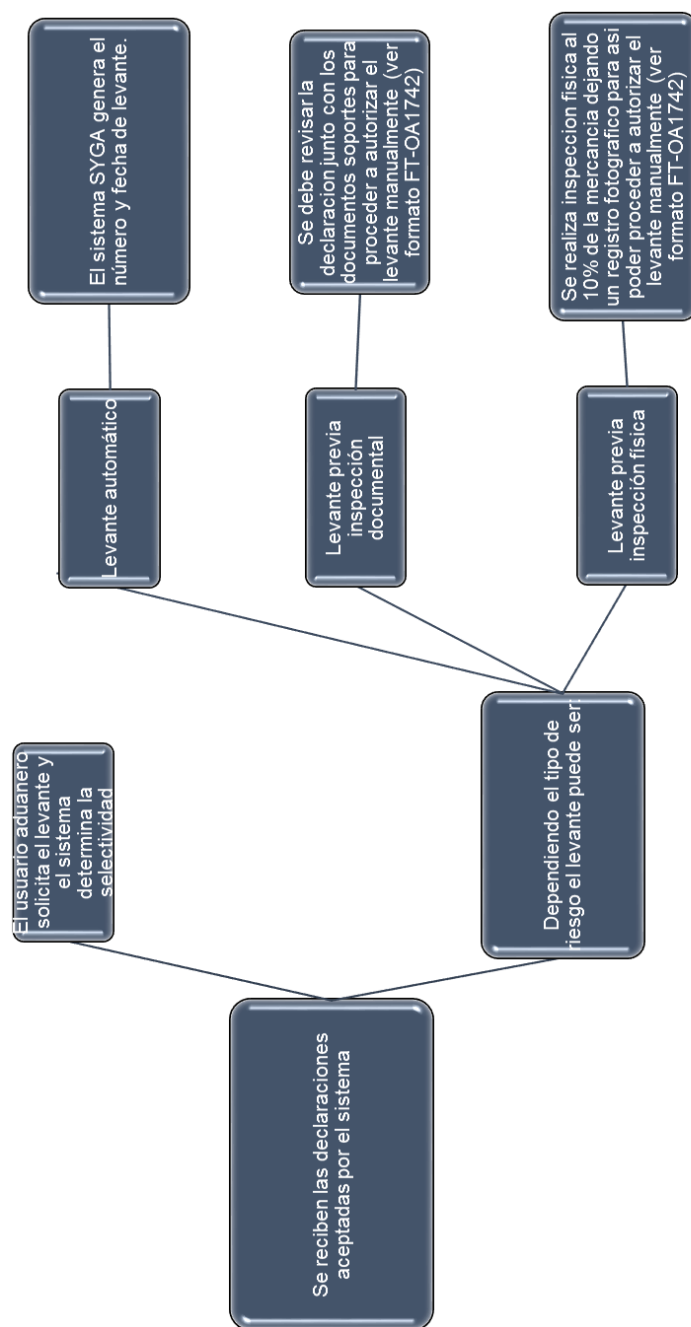 Se reciben las declaraciones
aceptadas por el sistema
El usuario aduanero
solicita el levante y
el sistema
determina la
selectividad
Dependiendo el tipo de
riesgo el levante puede ser:
Levante automático
El sistema SYGA genera el
número y fecha de levante.
Levante previa
inspección
documental
Se debe revisar la
declaracion junto con los
documentos soportes para
proceder a autorizar el
levante manualmente (ver
formato FT-OA1742)
Levante previa
inspección fisica
Se realiza inspeccion fisica al
10% de la mercancia dejando
un registro fotografico para asi
poder proceder a autorizar el
levante manualmente (ver
formato FT-OA1742)